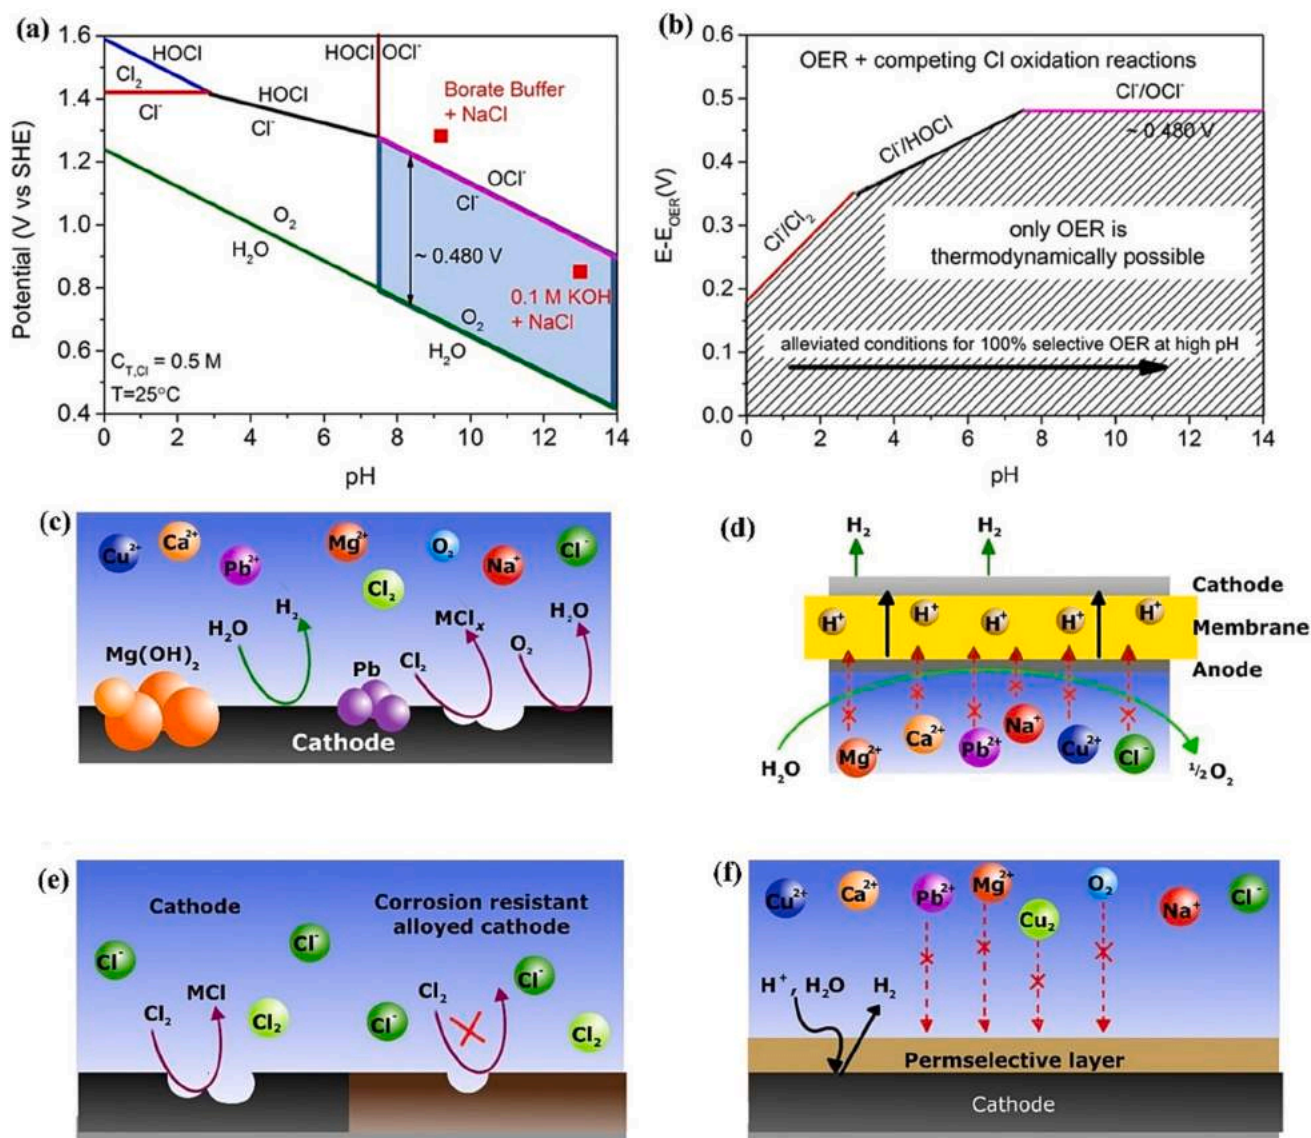 (a)
1.6
1.4
1.2
1.0
0.8
0.6
0.4
Potential (V vs SHE)
HOCl
Cl₂
Cl⁻
HOCl
Cl⁻
HOCl
OCl⁻
Borate Buffer
+ NaCl
OCl⁻
Cl⁻
O₂
H₂O
~ 0.480 V
0.1 M KOH
+ NaCl
O₂
H₂O
C_T,Cl = 0.5 M
T=25°C
0 2 4 6 8 10 12 14
pH
(b)
0.6
0.5
0.4
0.3
0.2
0.1
0.0
E-E_OER(V)
OER + competing Cl oxidation reactions
Cl⁻/OCl⁻
~ 0.480 V
Cl⁻/HOCl
Cl⁻/Cl₂
only OER is
thermodynamically possible
alleviated conditions for 100% selective OER at high pH
0 2 4 6 8 10 12 14
pH
(c)
Cu²⁺ Ca²⁺ Pb²⁺ Mg²⁺ O₂ Na⁺ Cl⁻
Cl₂
H₂O H₂ MClₓ H₂O
Mg(OH)₂ Pb Cl₂ O₂
Cathode
(d)
H₂ H₂
Cathode
H⁺ H⁺ H⁺ H⁺ H⁺
Membrane
Anode
H₂O
Mg²⁺ Ca²⁺ Pb²⁺ Na⁺ Cu²⁺ Cl⁻
½O₂
(e)
Cathode
Corrosion resistant
alloyed cathode
Cl⁻ Cl⁻ Cl⁻
Cl₂ MCl Cl₂ Cl⁻ Cl₂ Cl₂
(f)
Cu²⁺ Ca²⁺ Pb²⁺ Mg²⁺ Cu₂ O₂ Na⁺ Cl⁻
H⁺, H₂O H₂
Permselective layer
Cathode